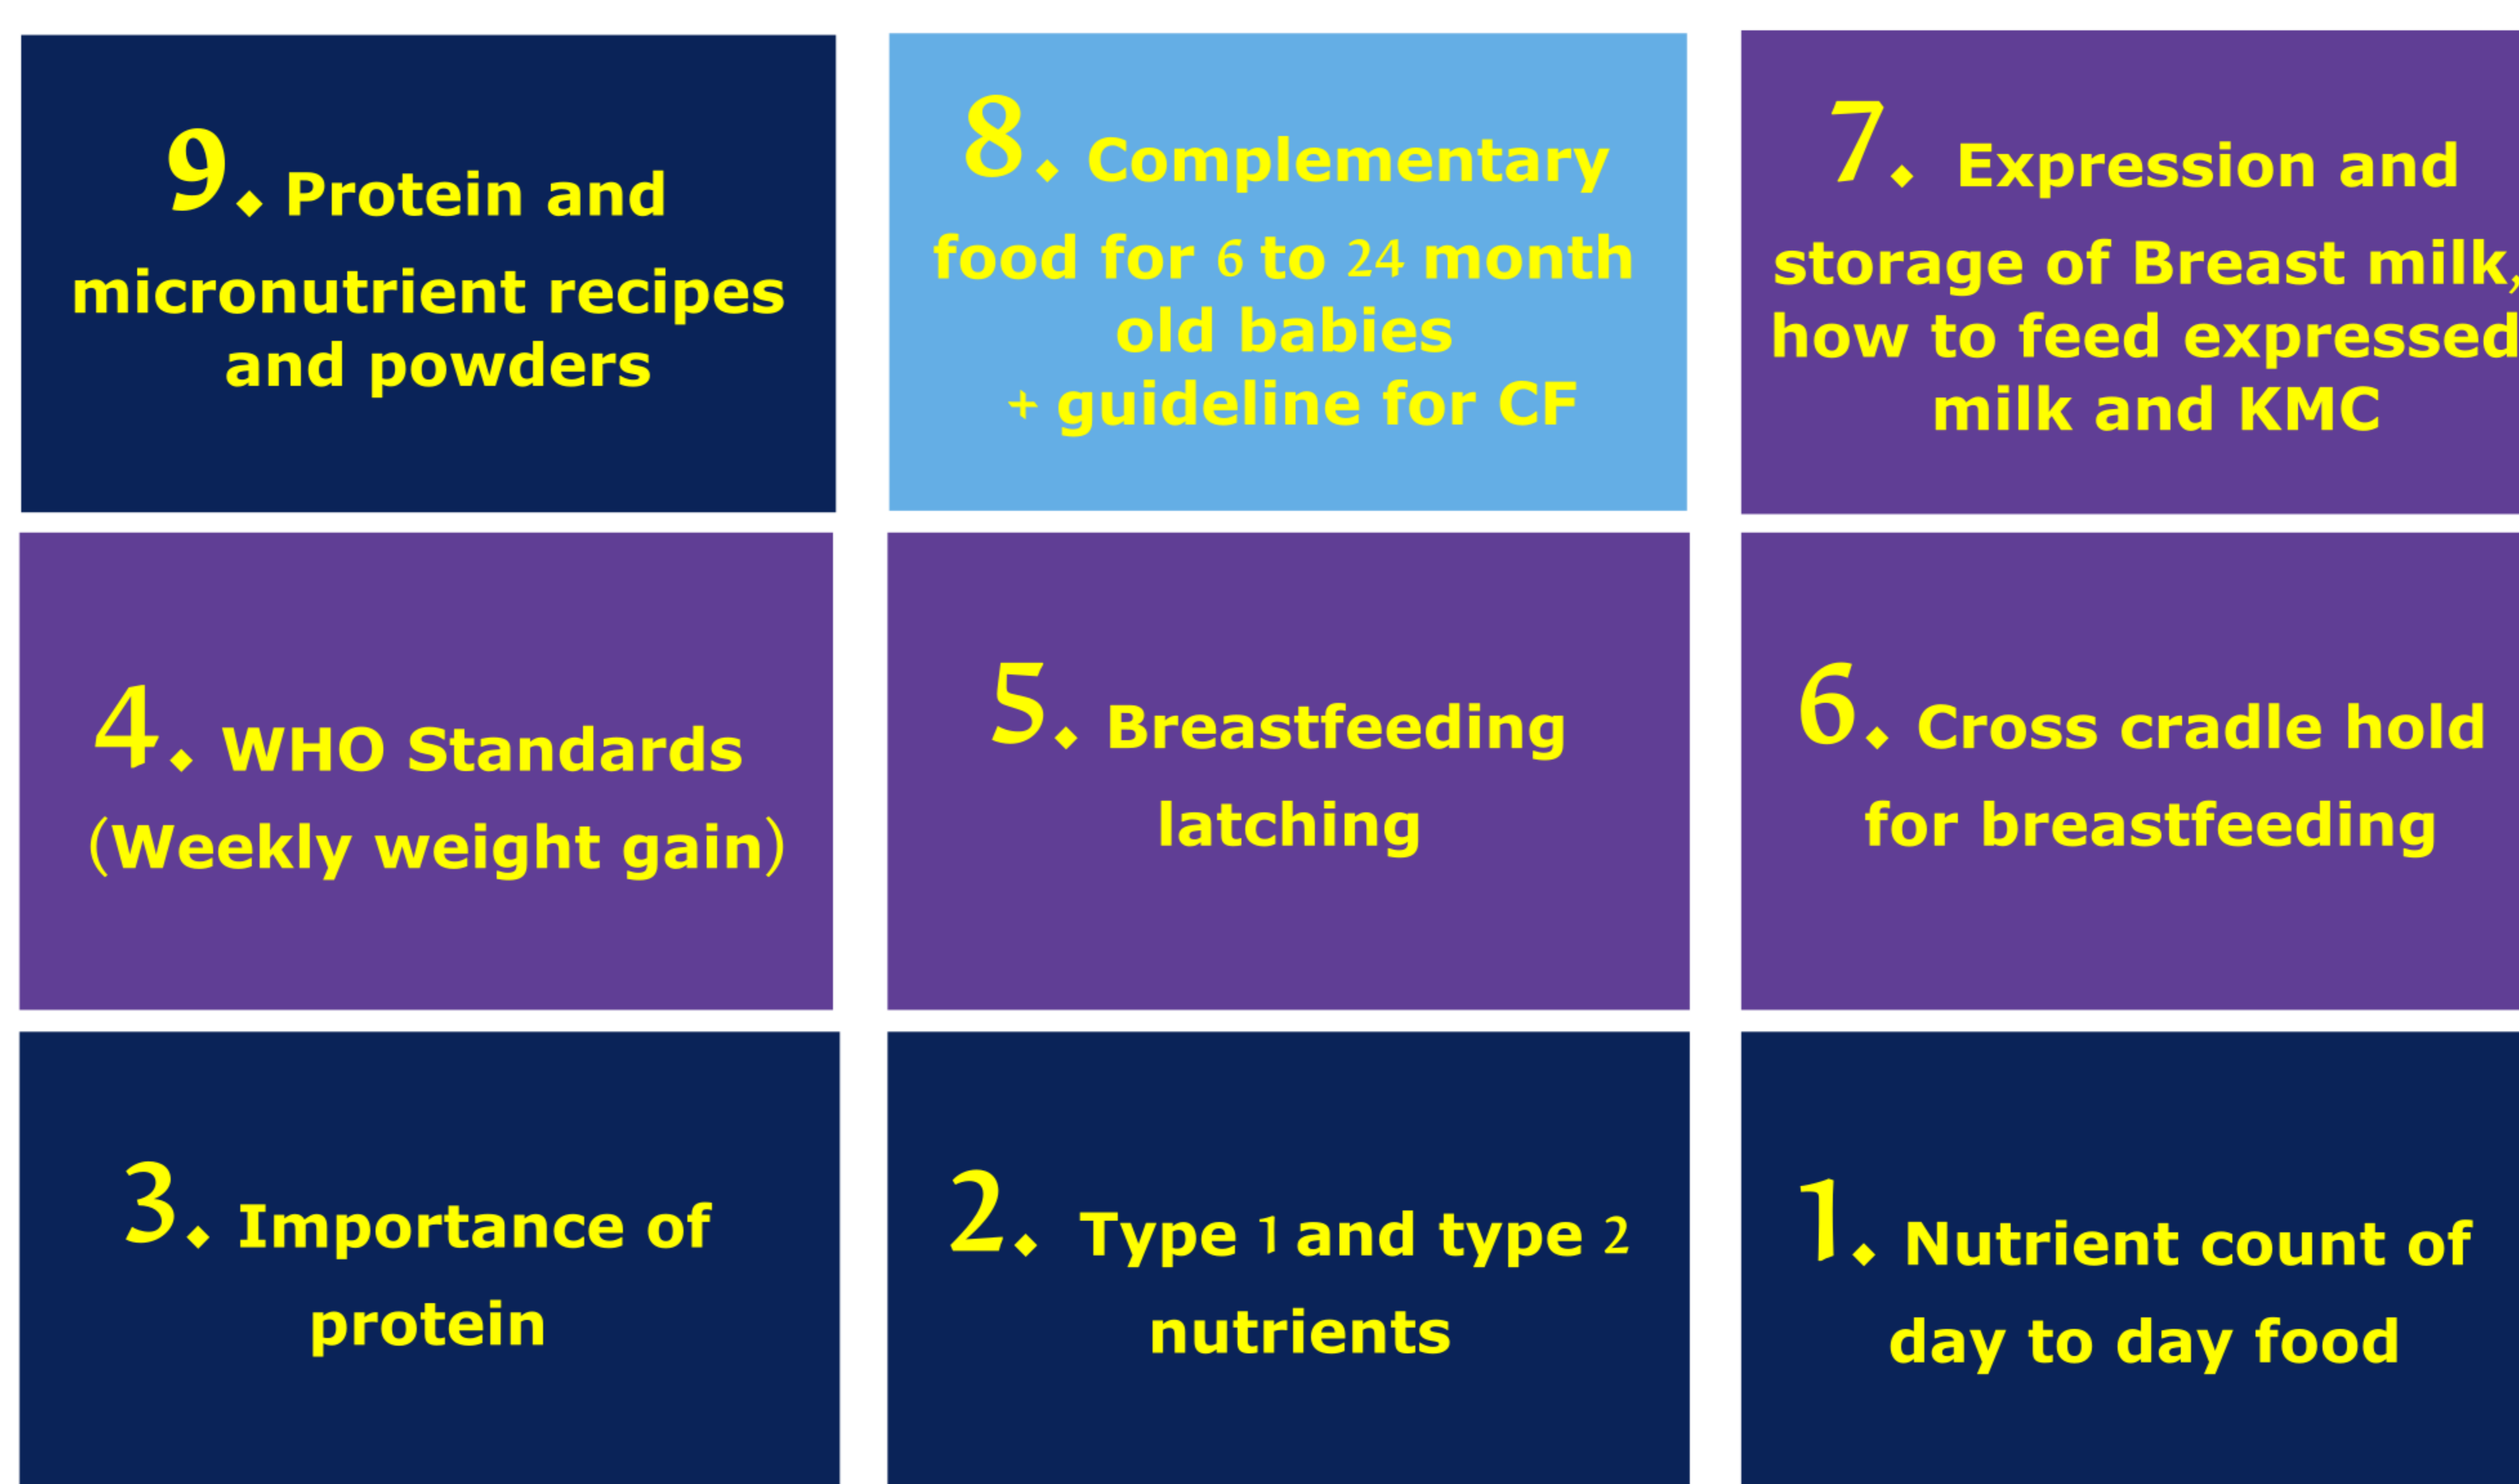 9. Protein and
micronutrient recipes
and powders
8. Complementary
food for 6 to 24 month
old babies
+ guideline for CF
7. Expression and
storage of Breast milk,
how to feed expressed
milk and KMC
4. WHO Standards
(Weekly weight gain)
5. Breastfeeding
latching
6. Cross cradle hold
for breastfeeding
3. Importance of
protein
2. Type 1 and type 2
nutrients
1. Nutrient count of
day to day food